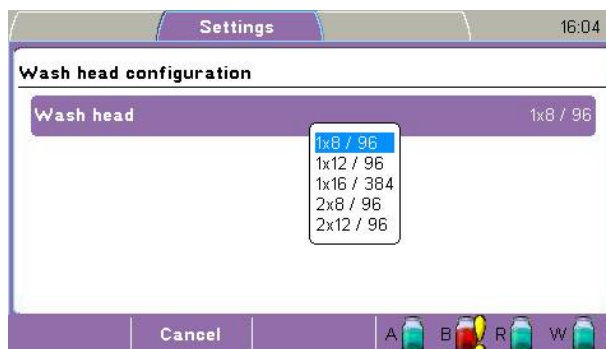 Settings 16:04
Wash head configuration
Wash head 1x8 / 96
1x8 / 96
1x12 / 96
1x16 / 384
2x8 / 96
2x12 / 96
Cancel A B R W